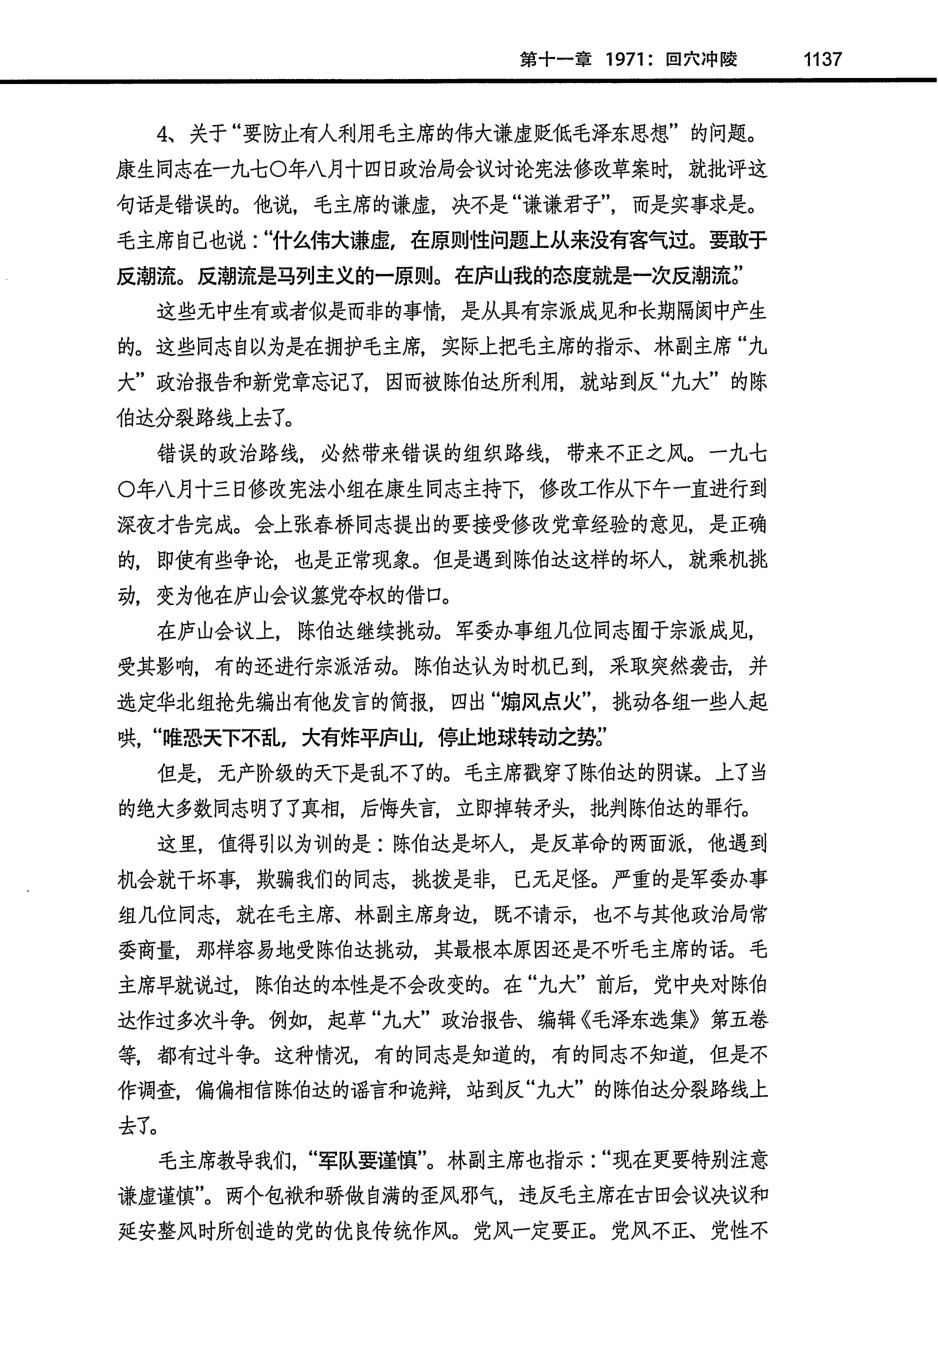 第十一章 1971：回穴冲陵 1137
4、关于“要防止有人利用毛主席的伟大谦虚贬低毛泽东思想”的问题。
康生同志在一九七〇年八月十四日政治局会议讨论宪法修改草案时，就批评这
句话是错误的。他说，毛主席的谦虚，决不是“谦谦君子”，而是实事求是。
毛主席自己也说：“什么伟大谦虚，在原则性问题上从来没有客气过。要敢于
反潮流。反潮流是马列主义的一原则。在庐山我的态度就是一次反潮流。”
这些无中生有或者似是而非的事情，是从具有宗派成见和长期隔阂中产生
的。这些同志自以为是在拥护毛主席，实际上把毛主席的指示、林副主席“九
大”政治报告和新党章忘记了，因而被陈伯达所利用，就站到反“九大”的陈
伯达分裂路线上去了。
错误的政治路线，必然带来错误的组织路线，带来不正之风。一九七
〇年八月十三日修改宪法小组在康生同志主持下，修改工作从下午一直进行到
深夜才告完成。会上张春桥同志提出的要接受修改党章经验的意见，是正确
的，即使有些争论，也是正常现象。但是遇到陈伯达这样的坏人，就乘机挑
动，变为他在庐山会议篡党夺权的借口。
在庐山会议上，陈伯达继续挑动。军委办事组几位同志囿于宗派成见，
受其影响，有的还进行宗派活动。陈伯达认为时机已到，采取突然袭击，并
选定华北组抢先编出有他发言的简报，四出“煽风点火”，挑动各组一些人起
哄，“唯恐天下不乱，大有炸平庐山，停止地球转动之势。”
但是，无产阶级的天下是乱不了的。毛主席戳穿了陈伯达的阴谋。上了当
的绝大多数同志明了了真相，后悔失言，立即掉转矛头，批判陈伯达的罪行。
这里，值得引以为训的是：陈伯达是坏人，是反革命的两面派，他遇到
机会就干坏事，欺骗我们的同志，挑拨是非，已无足怪。严重的是军委办事
组几位同志，就在毛主席、林副主席身边，既不请示，也不与其他政治局常
委商量，那样容易地受陈伯达挑动，其最根本原因还是不听毛主席的话。毛
主席早就说过，陈伯达的本性是不会改变的。在“九大”前后，党中央对陈伯
达作过多次斗争。例如，起草“九大”政治报告、编辑《毛泽东选集》第五卷
等，都有过斗争。这种情况，有的同志是知道的，有的同志不知道，但是不
作调查，偏偏相信陈伯达的谣言和诡辩，站到反“九大”的陈伯达分裂路线上
去了。
毛主席教导我们，“军队要谨慎”。林副主席也指示：“现在更要特别注意
谦虚谨慎”。两个包袱和骄傲自满的歪风邪气，违反毛主席在古田会议决议和
延安整风时所创造的党的优良传统作风。党风一定要正。党风不正、党性不